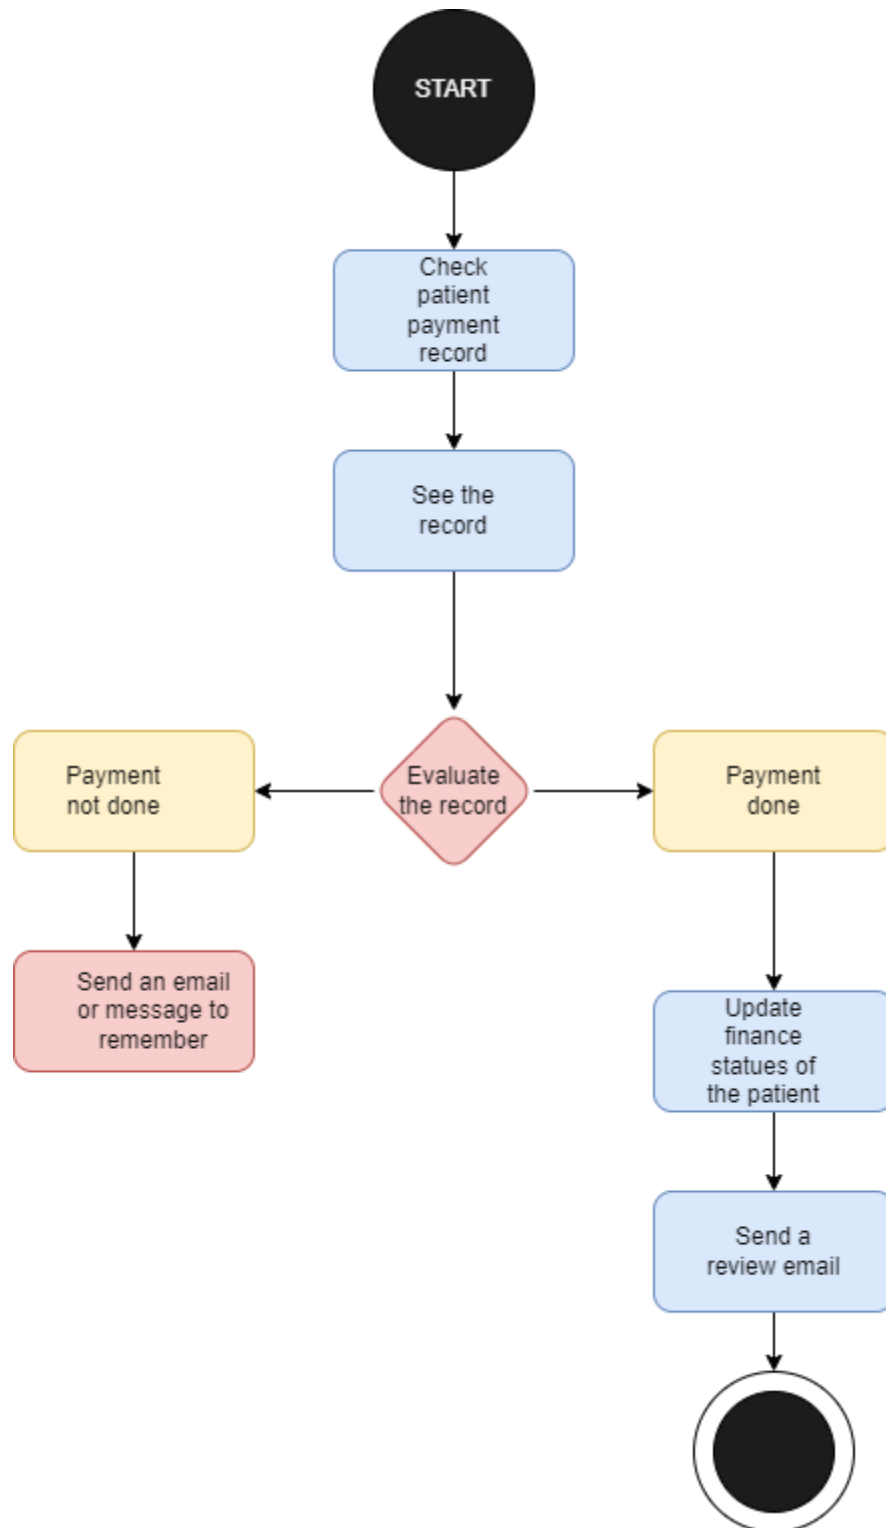 START
Check
patient
payment
record
See the
record
Payment
not done
Evaluate
the record
Payment
done
Send an email
or message to
remember
Update
finance
statues of
the patient
Send a
review email